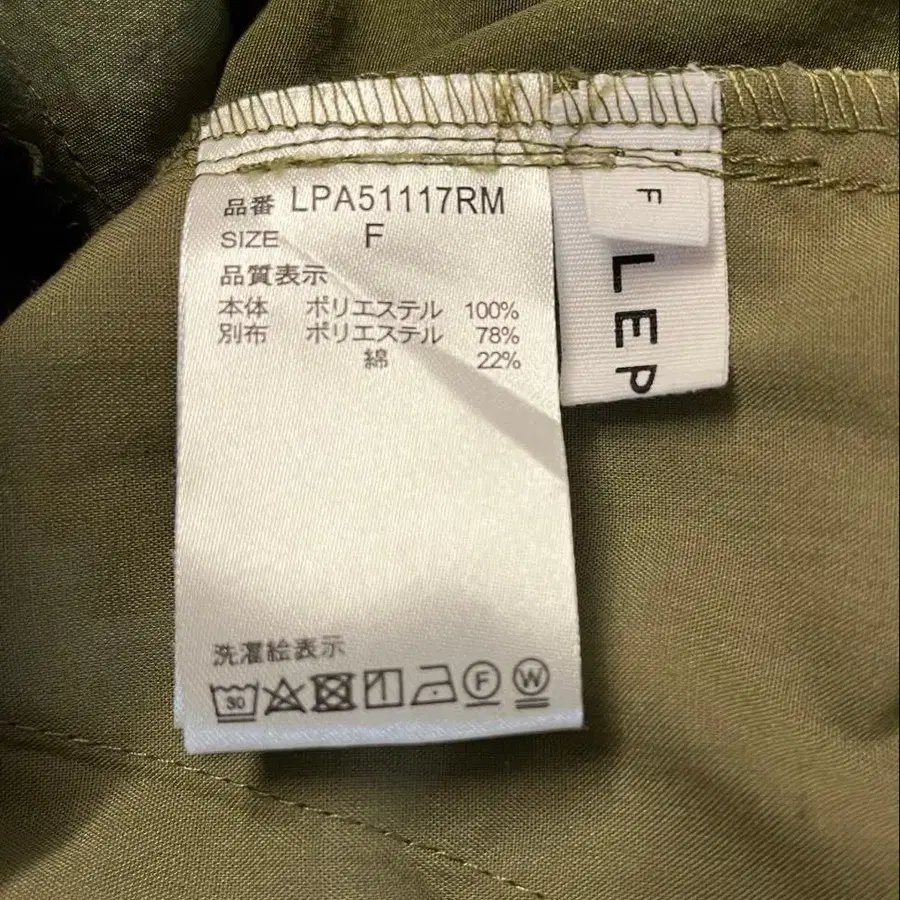 品番 LPA51117RM
SIZE F
品質表示
本体 ポリエステル 100%
別布 ポリエステル 78%
綿 22%
洗濯絵表示
30 F W
F
LEP